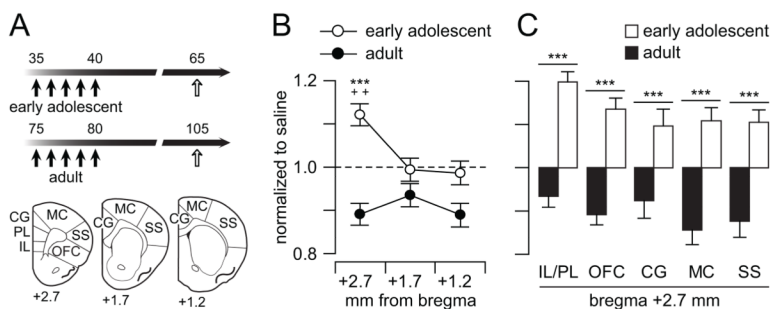 A
35 40 65
early adolescent
75 80 105
adult
CG
PL
IL
MC
SS
OFC
+2.7
CG
MC
SS
+1.7
CG
MC
SS
+1.2
B
early adolescent
adult
normalized to saline
1.2
1.0
0.8
***
++
+2.7 +1.7 +1.2
mm from bregma
C
early adolescent
adult
*** *** *** *** ***
IL/PL OFC CG MC SS
bregma +2.7 mm